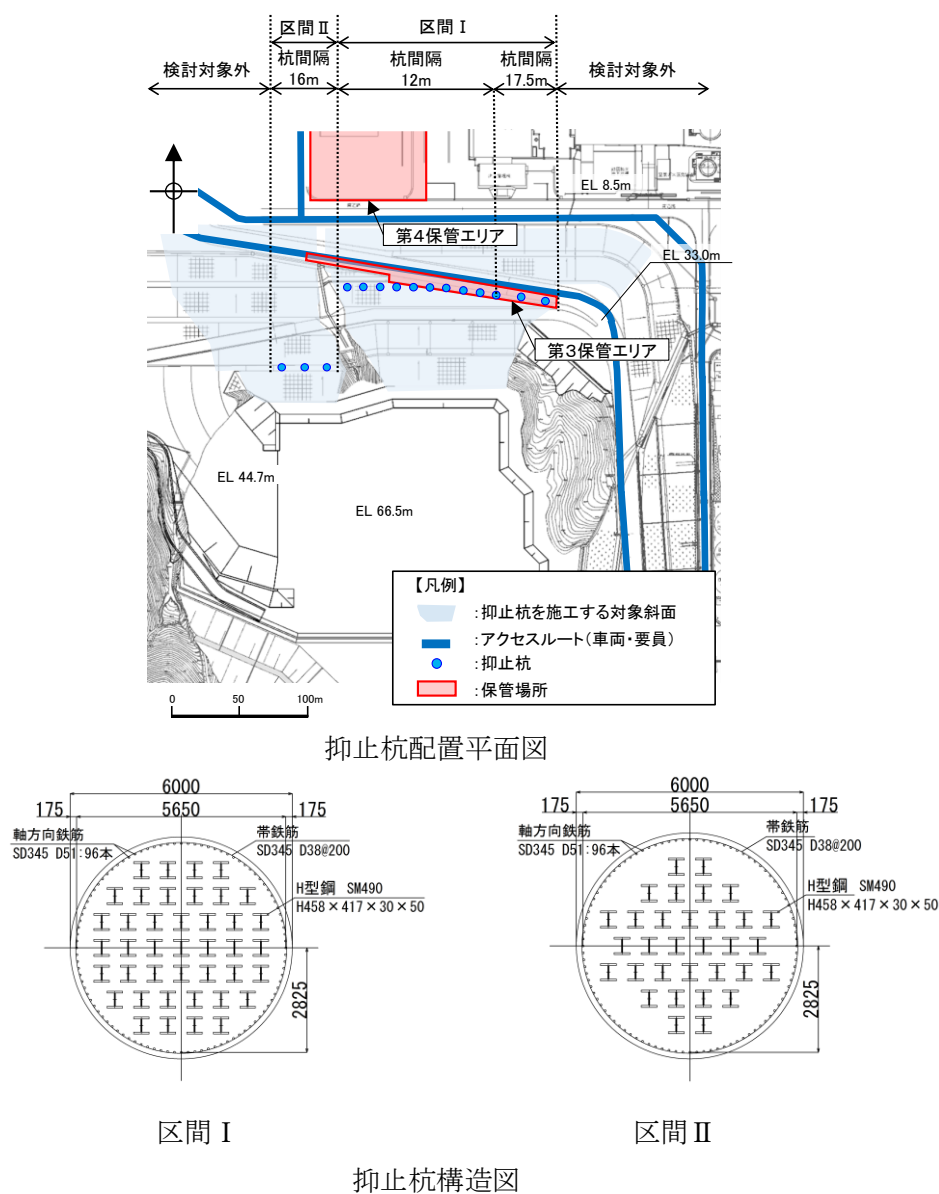 区間Ⅱ 区間Ⅰ
検討対象外 杭間隔 杭間隔 杭間隔 検討対象外
16m 12m 17.5m
EL 8.5m
第4保管エリア
EL 33.0m
第3保管エリア
EL 44.7m
EL 66.5m
【凡例】
:抑止杭を施工する対象斜面
:アクセスルート(車両・要員)
:抑止杭
:保管場所
0 50 100m
抑止杭配置平面図
6000
175 5650 175
軸方向鉄筋
SD345 D51:96本
帯鉄筋
SD345 D38@200
H型鋼 SM490
H458×417×30×50
2825
6000
175 5650 175
軸方向鉄筋
SD345 D51:96本
帯鉄筋
SD345 D38@200
H型鋼 SM490
H458×417×30×50
2825
区間Ⅰ 区間Ⅱ
抑止杭構造図